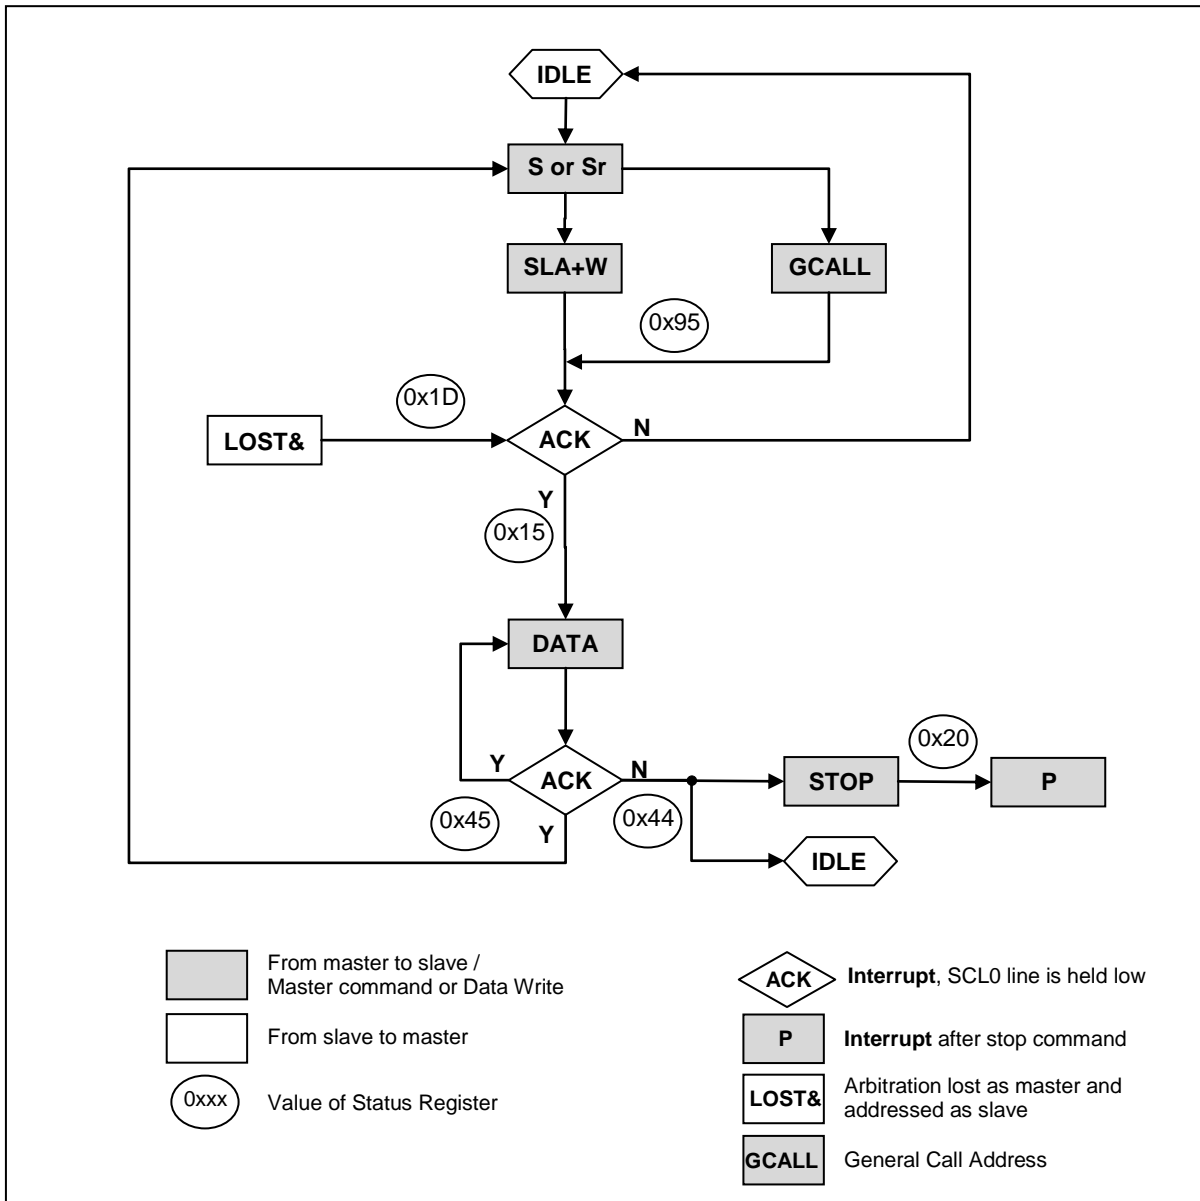 IDLE
S or Sr
SLA+W
GCALL
0x95
0x1D
LOST&
ACK
N
Y
0x15
DATA
Y
ACK
N
STOP
0x20
P
0x45
Y
0x44
IDLE
From master to slave /
Master command or Data Write
From slave to master
0xxx
Value of Status Register
ACK
Interrupt, SCL0 line is held low
P
Interrupt after stop command
LOST&
Arbitration lost as master and
addressed as slave
GCALL
General Call Address